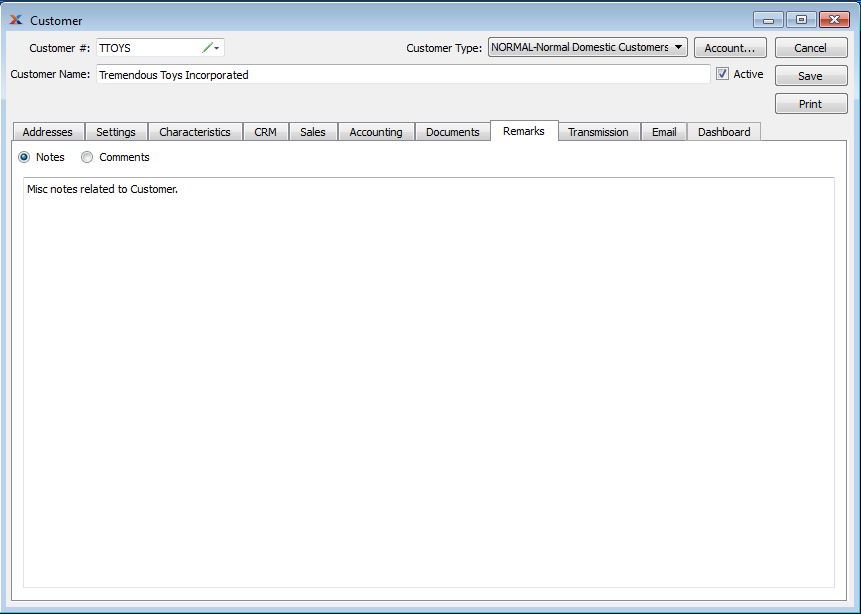 Customer
Customer #: TTOYS Customer Type: NORMAL-Normal Domestic Customers Account... Cancel
Customer Name: Tremendous Toys Incorporated Active Save
Print
Addresses Settings Characteristics CRM Sales Accounting Documents Remarks Transmission Email Dashboard
Notes Comments
Misc notes related to Customer.